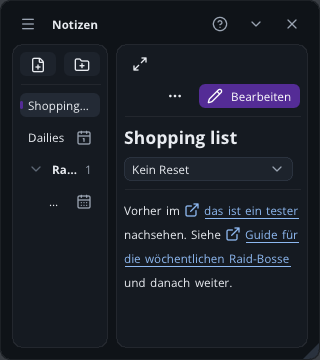 Notizen
Shopping...
Dailies
Ra... 1
...
Bearbeiten
Shopping list
Kein Reset
Vorher im das ist ein tester
nachsehen. Siehe Guide für
die wöchentlichen Raid-Bosse
und danach weiter.